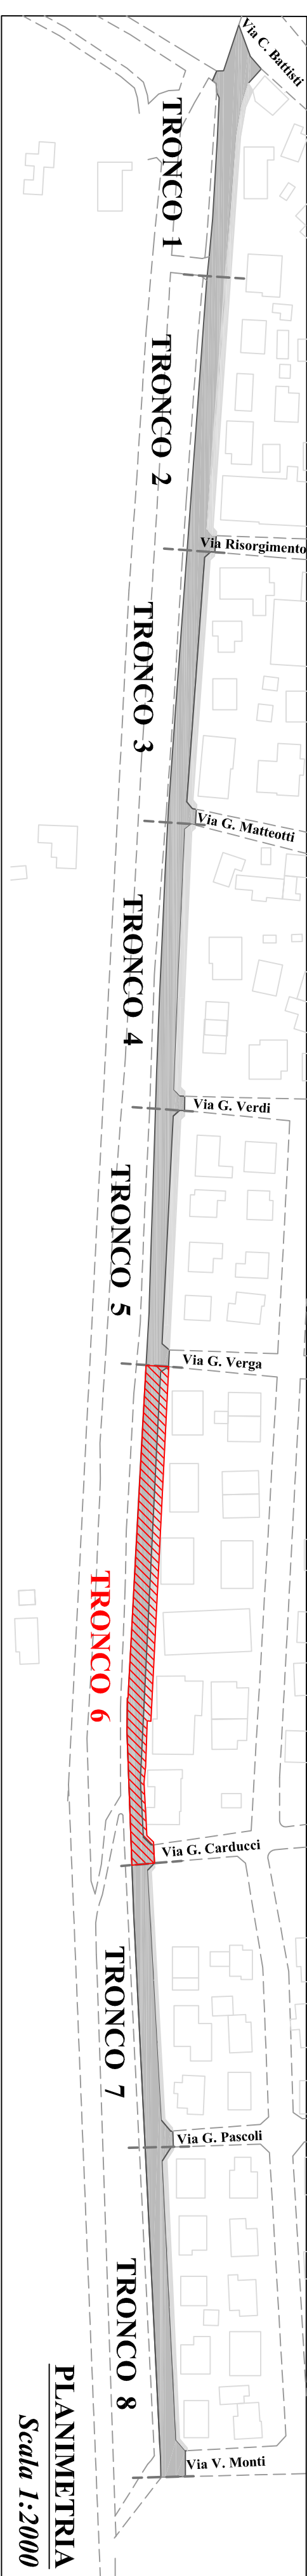 Via C. Battisti
TRONCO 1
TRONCO 2
Via Risorgimento
TRONCO 3
Via G. Matteotti
TRONCO 4
Via G. Verdi
TRONCO 5
Via G. Verga
TRONCO 6
Via G. Carducci
TRONCO 7
Via G. Pascoli
TRONCO 8
Via V. Monti
PLANIMETRIA
Scala 1:2000